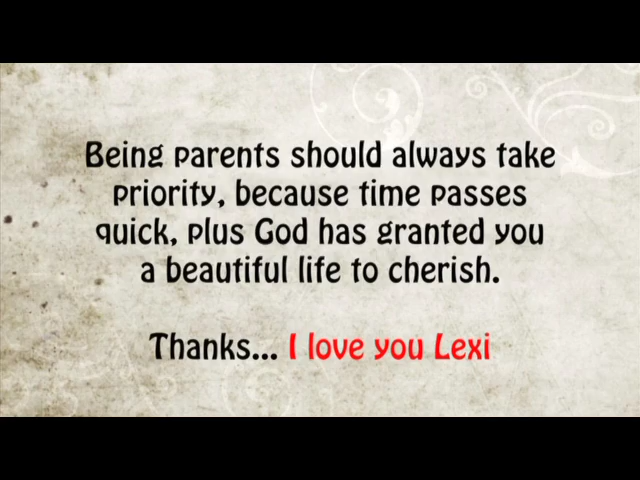 Being parents should always take
priority, because time passes
quick, plus God has granted you
a beautiful life to cherish.
Thanks... I love you Lexi